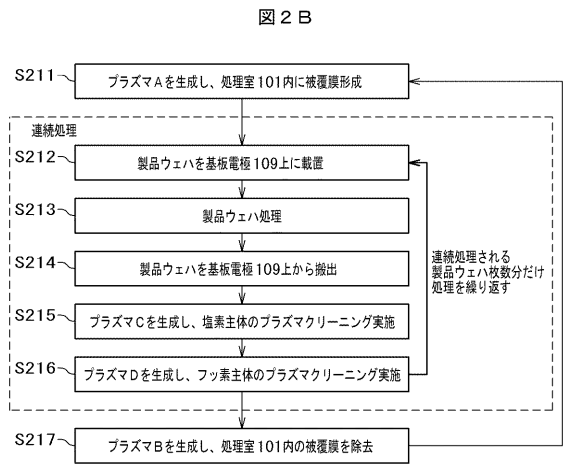 図２Ｂ
S211
プラズマＡを生成し、処理室101内に被覆膜形成
連続処理
S212
製品ウェハを基板電極109上に載置
S213
製品ウェハ処理
S214
製品ウェハを基板電極109上から搬出
S215
プラズマＣを生成し、塩素主体のプラズマクリーニング実施
S216
プラズマＤを生成し、フッ素主体のプラズマクリーニング実施
連続処理される
製品ウェハ枚数分だけ
処理を繰り返す
S217
プラズマＢを生成し、処理室101内の被覆膜を除去